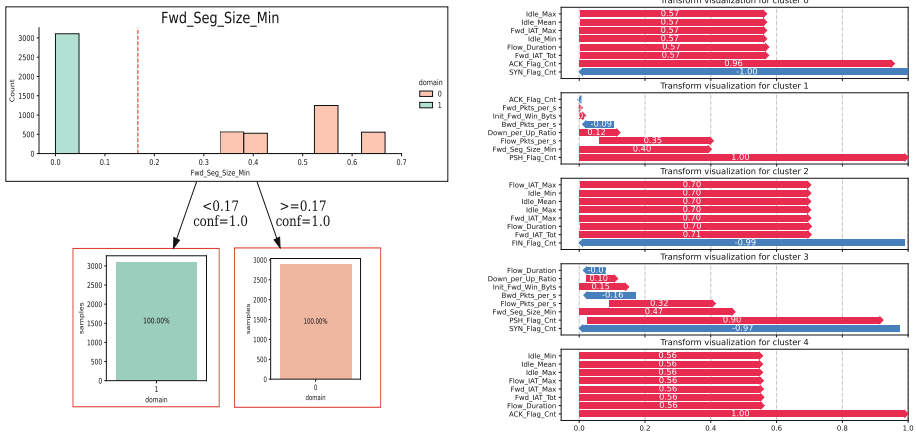 Fwd_Seg_Size_Min
3000
2500
2000
1500
1000
500
0
Count
0.0 0.1 0.2 0.3 0.4 0.5 0.6 0.7
Fwd_Seg_Size_Min
domain
0
1
<0.17
conf=1.0
>=0.17
conf=1.0
3000
2500
2000
1500
1000
500
0
samples
100.00%
1
domain
3000
2500
2000
1500
1000
500
0
samples
100.00%
0
domain
Transform visualization for cluster 0
Idle_Max 0.57
Idle_Mean 0.57
Fwd_IAT_Max 0.57
Idle_Min 0.57
Flow_Duration 0.57
Fwd_IAT_Tot 0.57
ACK_Flag_Cnt 0.96
SYN_Flag_Cnt -1.00
Transform visualization for cluster 1
ACK_Flag_Cnt
Fwd_Pkts_per_s
Init_Fwd_Win_Byts
Bwd_Pkts_per_s -0.09
Down_per_Up_Ratio 0.12
Flow_Pkts_per_s 0.35
Fwd_Seg_Size_Min 0.40
PSH_Flag_Cnt 1.00
Transform visualization for cluster 2
Flow_IAT_Max 0.70
Idle_Min 0.70
Idle_Mean 0.70
Idle_Max 0.70
Fwd_IAT_Max 0.70
Flow_Duration 0.70
Fwd_IAT_Tot 0.71
FIN_Flag_Cnt -0.99
Transform visualization for cluster 3
Flow_Duration
Down_per_Up_Ratio 0.10
Init_Fwd_Win_Byts 0.15
Bwd_Pkts_per_s -0.16
Flow_Pkts_per_s 0.32
Fwd_Seg_Size_Min 0.47
PSH_Flag_Cnt 0.90
SYN_Flag_Cnt -0.97
Transform visualization for cluster 4
Idle_Min 0.56
Idle_Mean 0.56
Idle_Max 0.56
Flow_IAT_Max 0.56
Fwd_IAT_Max 0.56
Fwd_IAT_Tot 0.56
Flow_Duration 0.56
ACK_Flag_Cnt 1.00
0.0 0.2 0.4 0.6 0.8 1.0